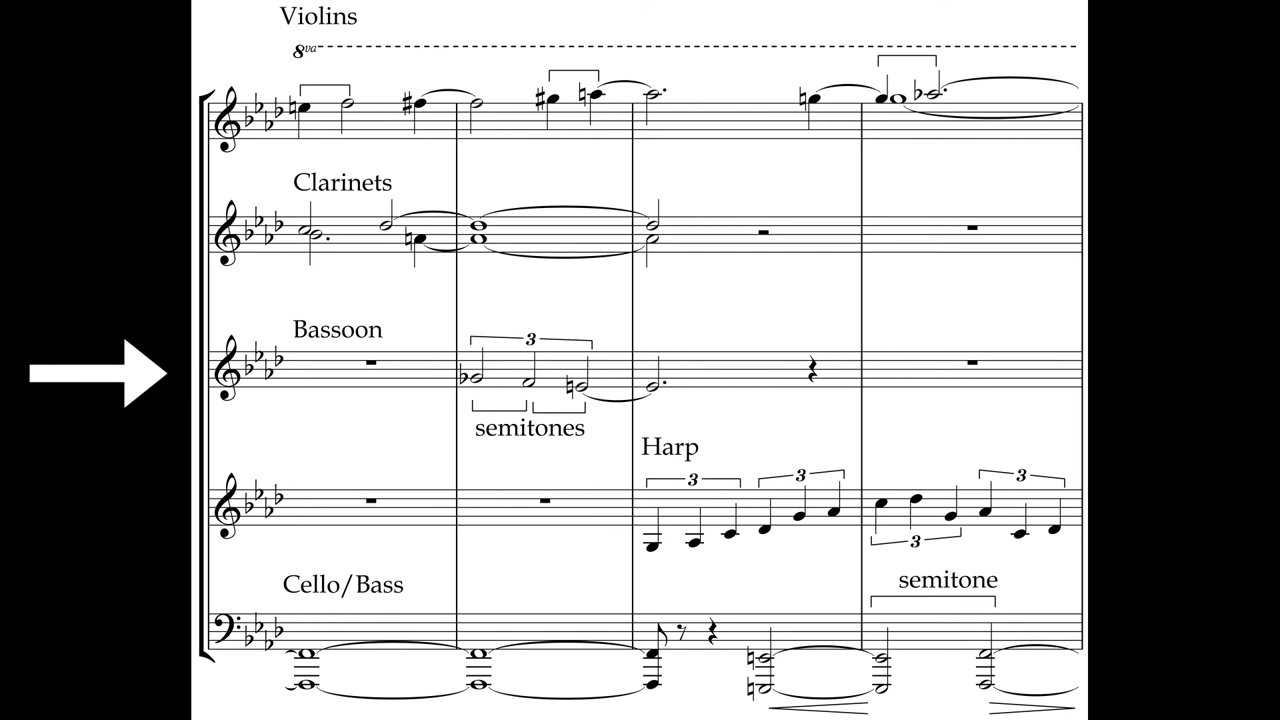 Violins
8va
Clarinets
Bassoon
3
semitones
Harp
3
3
3
3
Cello/Bass
semitone